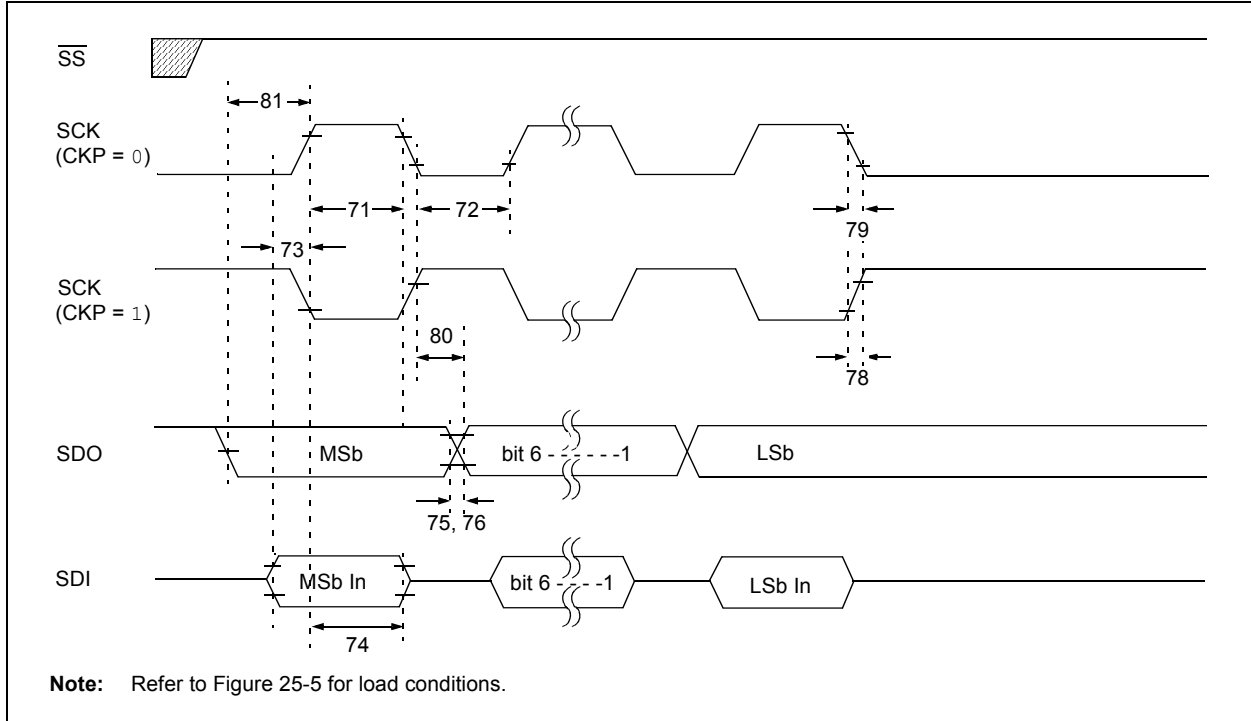 SS
81
SCK
(CKP = 0)
71
72
79
73
SCK
(CKP = 1)
80
78
SDO
MSb
bit 6 - - - - - -1
LSb
75, 76
SDI
MSb In
bit 6 - - - -1
LSb In
74
Note: Refer to Figure 25-5 for load conditions.